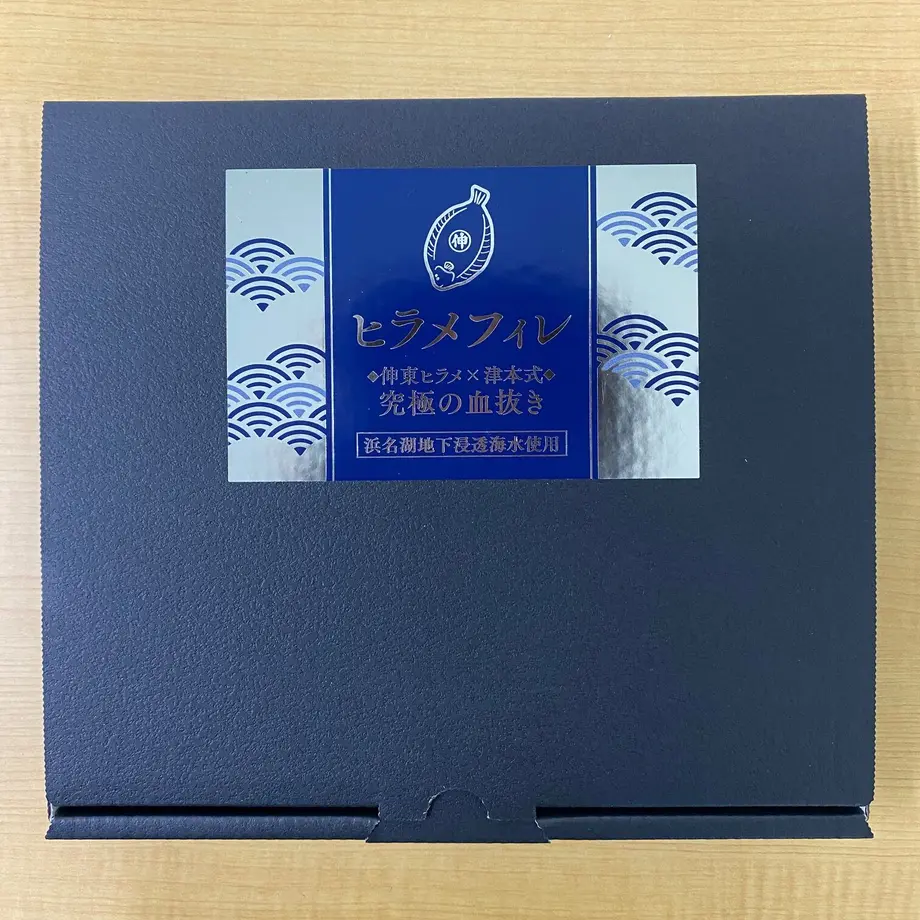 伸
ヒラメフィレ
◆伸東ヒラメ×津本式◆
究極の血抜き
浜名湖地下浸透海水使用